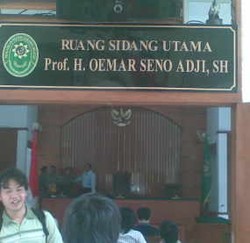 RUANG SIDANG UTAMA
Prof. H. OEMAR SENO ADJI, SH